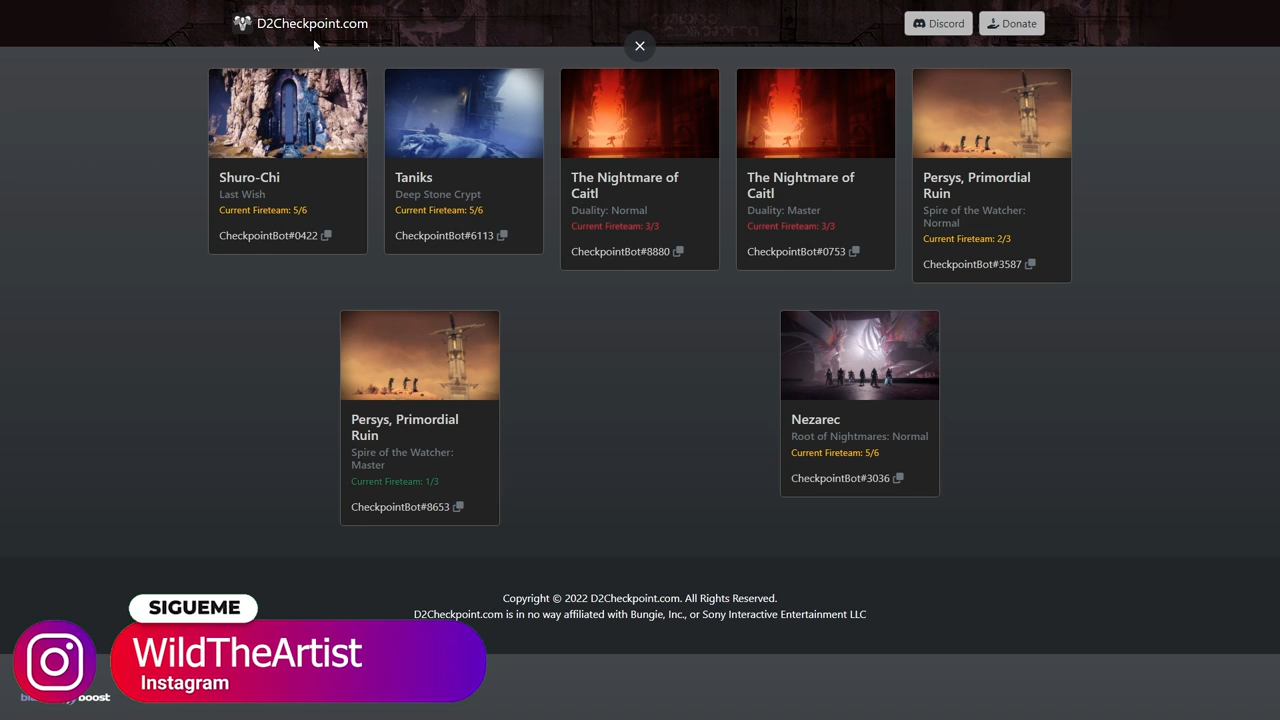 D2Checkpoint.com
Discord
Donate
Shuro-Chi
Last Wish
Current Fireteam: 5/6
CheckpointBot#0422
Taniks
Deep Stone Crypt
Current Fireteam: 5/6
CheckpointBot#6113
The Nightmare of
Caitl
Duality: Normal
Current Fireteam: 3/3
CheckpointBot#8880
The Nightmare of
Caitl
Duality: Master
Current Fireteam: 3/3
CheckpointBot#0753
Persys, Primordial
Ruin
Spire of the Watcher:
Normal
Current Fireteam: 2/3
CheckpointBot#3587
Persys, Primordial
Ruin
Spire of the Watcher:
Master
Current Fireteam: 1/3
CheckpointBot#8653
Nezarec
Root of Nightmares: Normal
Current Fireteam: 5/6
CheckpointBot#3036
Copyright © 2022 D2Checkpoint.com. All Rights Reserved.
D2Checkpoint.com is in no way affiliated with Bungie, Inc., or Sony Interactive Entertainment LLC
SIGUEME
WildTheArtist
Instagram
boost